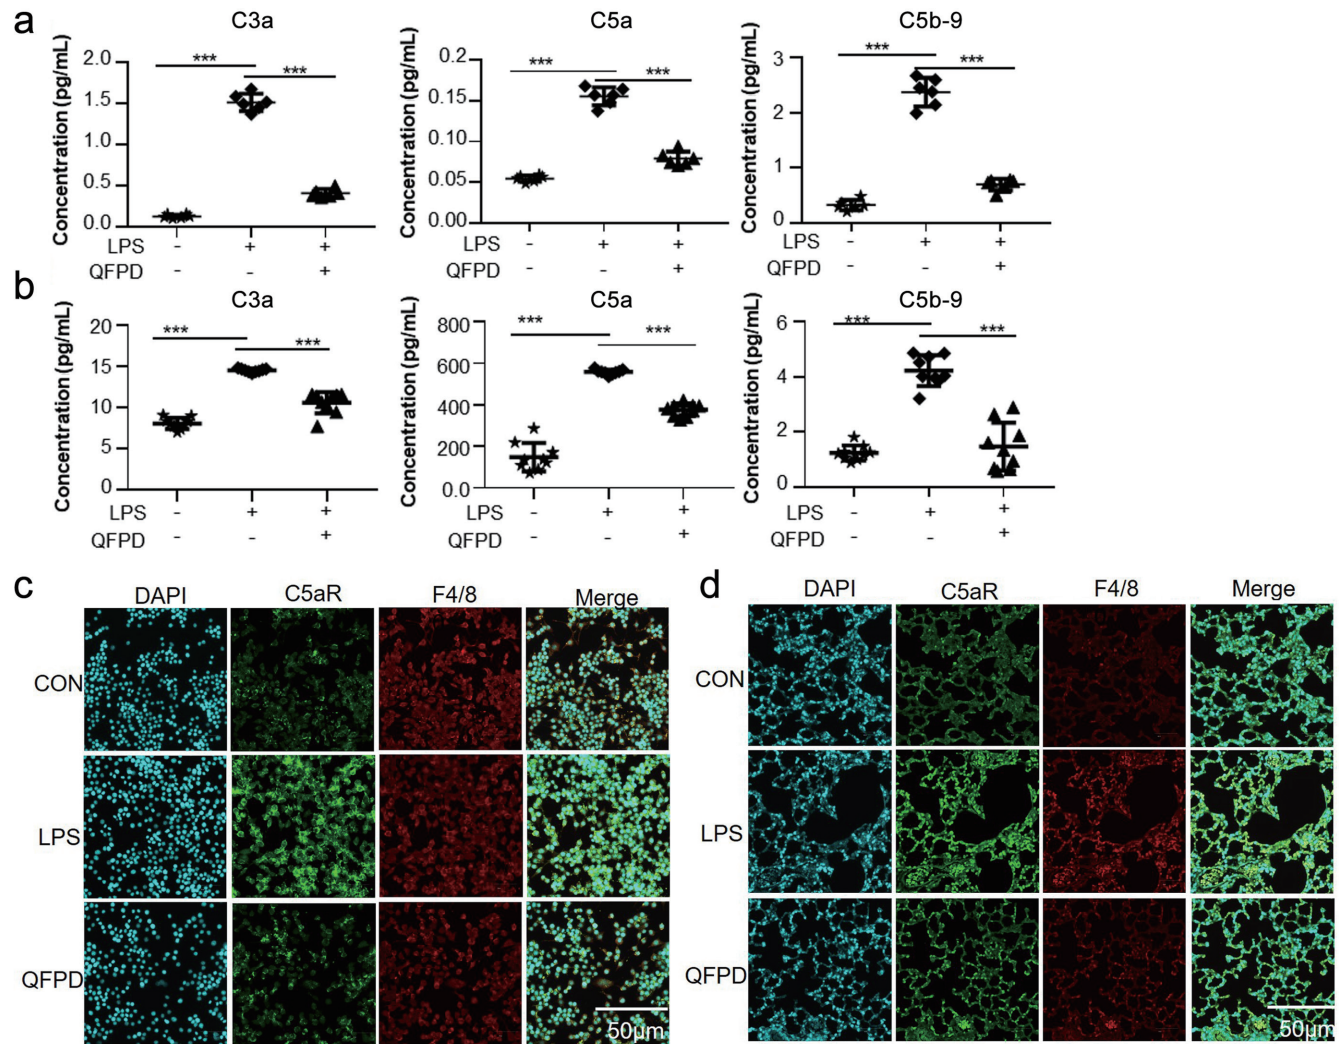 a
C3a
C5a
C5b-9
Concentration (pg/mL)
2.0
1.5
1.0
0.5
0.0
***
***
Concentration (pg/mL)
0.2
0.15
0.10
0.05
0.00
***
***
Concentration (pg/mL)
3
2
1
0
***
***
LPS - + + - + + - + +
QFPD - - + - - + - - +
b
C3a
C5a
C5b-9
Concentration (pg/mL)
20
15
10
5
0
***
***
Concentration (pg/mL)
800
600
400
200
0.0
***
***
Concentration (pg/mL)
6
4
2
0
***
***
LPS - + +
QFPD - - +
LPS - + +
QFPD - - +
LPS - + +
QFPD - - +
c
DAPI C5aR F4/8 Merge
CON
LPS
QFPD
50μm
d
DAPI C5aR F4/8 Merge
CON
LPS
QFPD
50μm